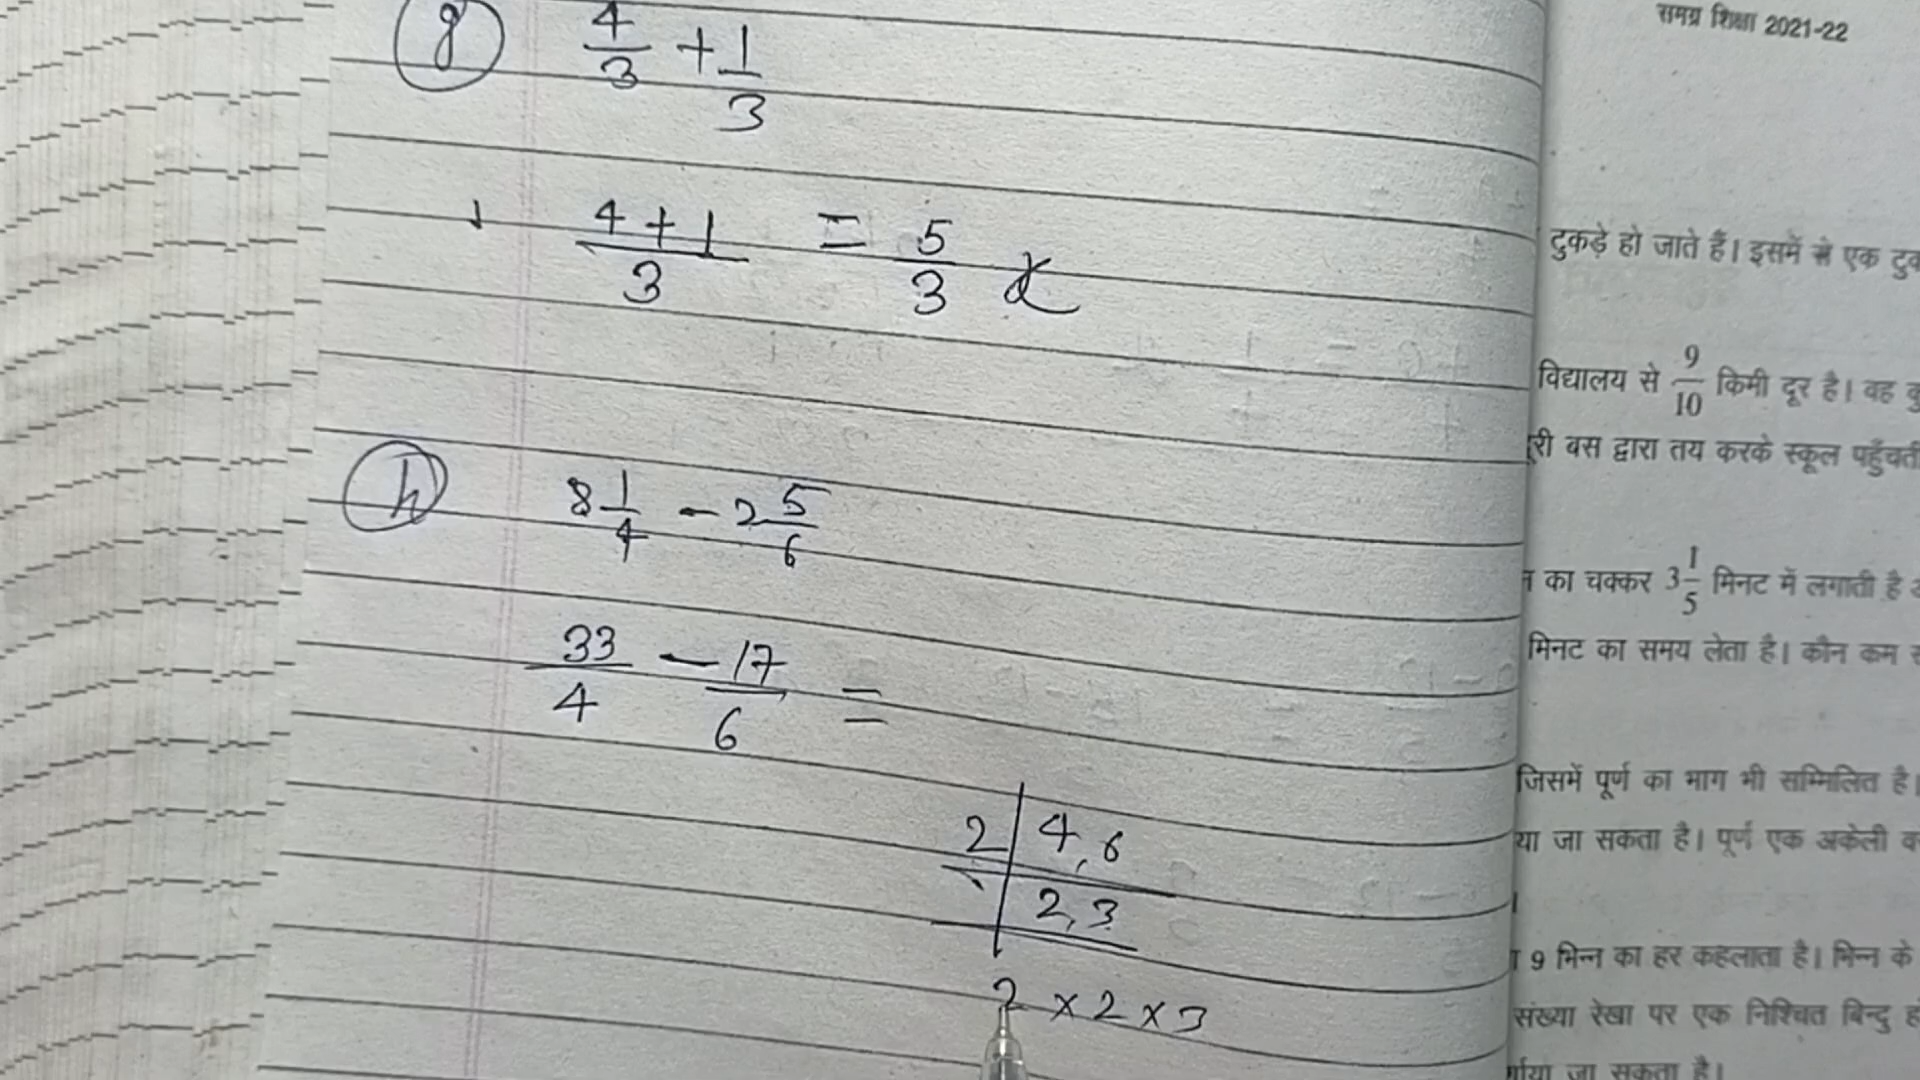 g 4/3 + 1/3
(4+1)/3 = 5/3
h 8 1/4 - 2 5/6
33/4 - 17/6 =
2 | 4, 6
2, 3
2 × 2 × 3
समग्र शिक्षा 2021-22
टुकड़े हो जाते हैं। इसमें से एक
विद्यालय से 9/10 किमी दूर है। वह
बस द्वारा तय करके स्कूल
का चक्कर 3 1/5 मिनट में लगाती है
मिनट का समय लेता है। कौन कम
जिसमें पूर्ण का भाग भी सम्मिलित है।
जा सकता है। पूर्ण एक अकेली
9 भिन्न का हर कहलाता है। भिन्न के
संख्या रेखा पर एक निश्चित बिन्दु
जा सकता है।